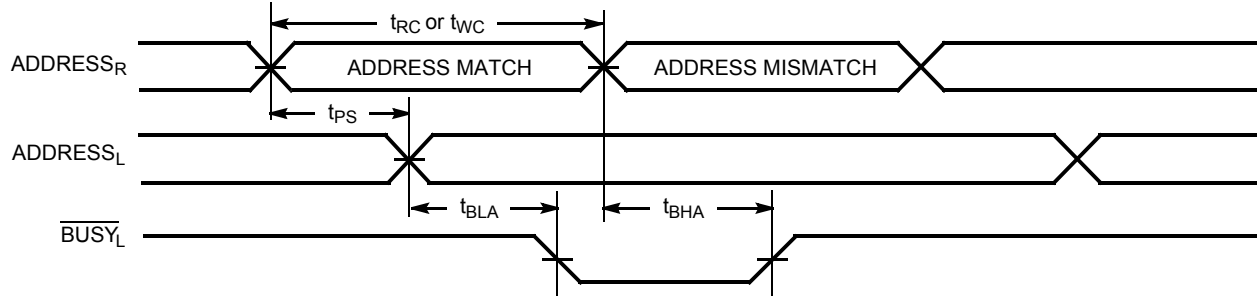 tRC or tWC
ADDRESSR
ADDRESS MATCH
ADDRESS MISMATCH
tPS
ADDRESSL
tBLA
tBHA
BUSYL